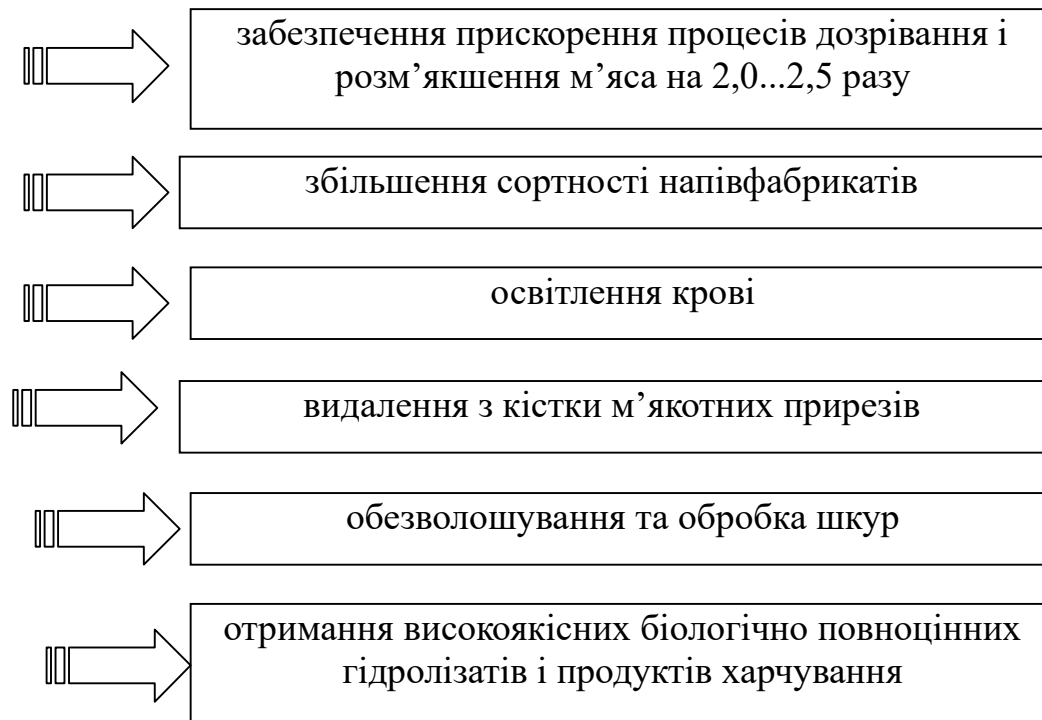 забезпечення прискорення процесів дозрівання і
розм’якшення м’яса на 2,0...2,5 разу
збільшення сортності напівфабрикатів
освітлення крові
видалення з кістки м’якотних прирезів
обезволошування та обробка шкур
отримання високоякісних біологічно повноцінних
гідролізатів і продуктів харчування